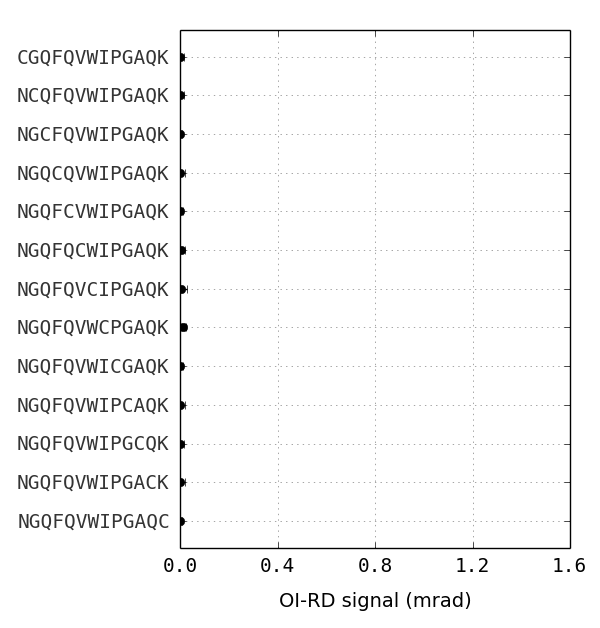 CGQFQVWIPGAQK
NCQFQVWIPGAQK
NGCFQVWIPGAQK
NGQCQVWIPGAQK
NGQFCVWIPGAQK
NGQFQCWIPGAQK
NGQFQVCIPGAQK
NGQFQVWCPGAQK
NGQFQVWICGAQK
NGQFQVWIPCAQK
NGQFQVWIPGCQK
NGQFQVWIPGACK
NGQFQVWIPGAQC
0.0 0.4 0.8 1.2 1.6
OI-RD signal (mrad)